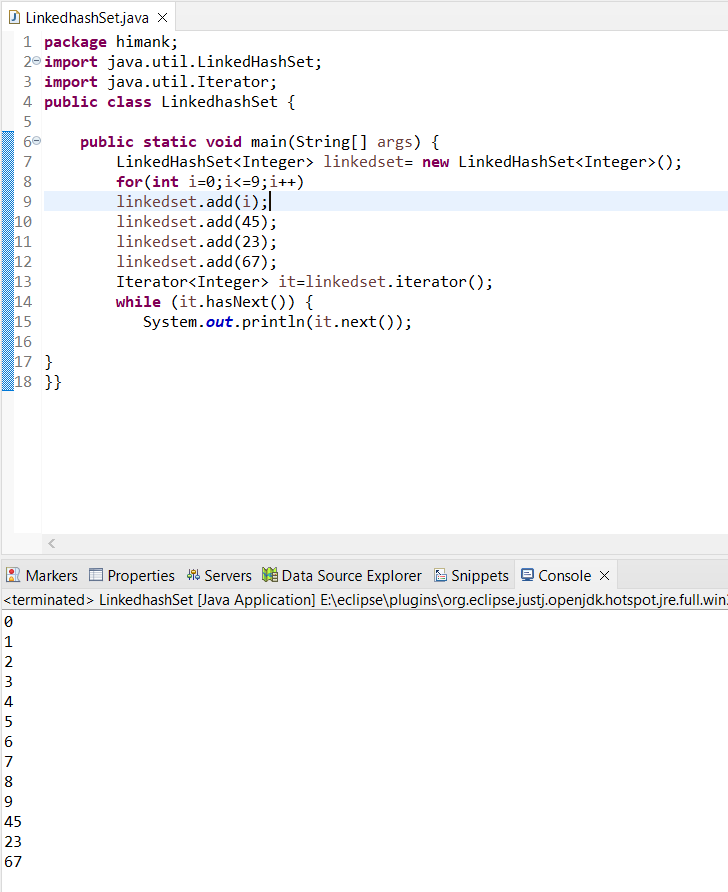 LinkedhashSet.java
1 package himank;
2 import java.util.LinkedHashSet;
3 import java.util.Iterator;
4 public class LinkedhashSet {
5
6 public static void main(String[] args) {
7 LinkedHashSet<Integer> linkedset= new LinkedHashSet<Integer>();
8 for(int i=0;i<=9;i++)
9 linkedset.add(i);
10 linkedset.add(45);
11 linkedset.add(23);
12 linkedset.add(67);
13 Iterator<Integer> it=linkedset.iterator();
14 while (it.hasNext()) {
15 System.out.println(it.next());
16
17 }
18 }}
Markers Properties Servers Data Source Explorer Snippets Console
<terminated> LinkedhashSet [Java Application] E:\eclipse\plugins\org.eclipse.justj.openjdk.hotspot.jre.full.win
0
1
2
3
4
5
6
7
8
9
45
23
67